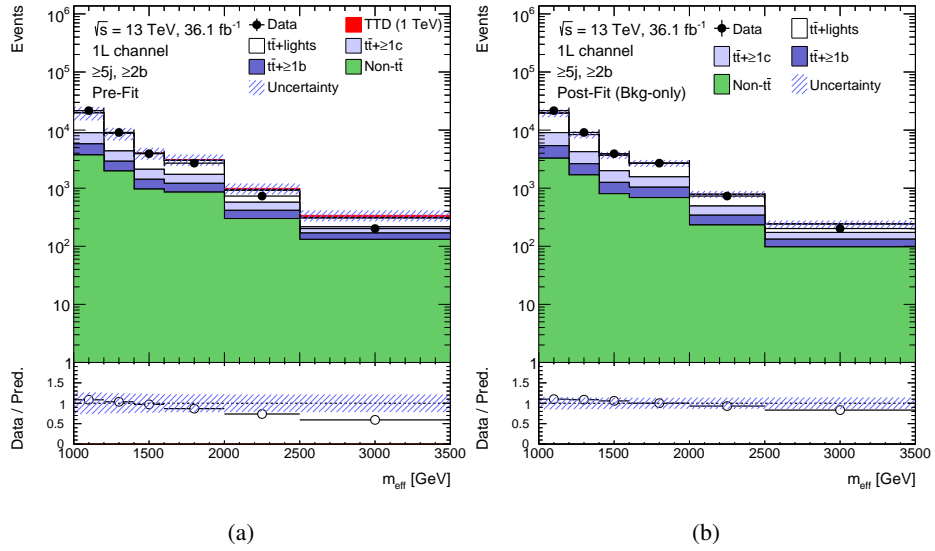 Events
10⁶
10⁵
10⁴
10³
10²
10
1
√s = 13 TeV, 36.1 fb⁻¹
1L channel
≥5j, ≥2b
Pre-Fit
Data
TTD (1 TeV)
tt̄+lights
tt̄+≥1c
tt̄+≥1b
Non-tt̄
Uncertainty
Data / Pred.
1.5
1
0.5
0
1000 1500 2000 2500 3000 3500
m_eff [GeV]
(a)
Events
10⁶
10⁵
10⁴
10³
10²
10
1
√s = 13 TeV, 36.1 fb⁻¹
1L channel
≥5j, ≥2b
Post-Fit (Bkg-only)
Data
tt̄+lights
tt̄+≥1c
tt̄+≥1b
Non-tt̄
Uncertainty
Data / Pred.
1.5
1
0.5
0
1000 1500 2000 2500 3000 3500
m_eff [GeV]
(b)